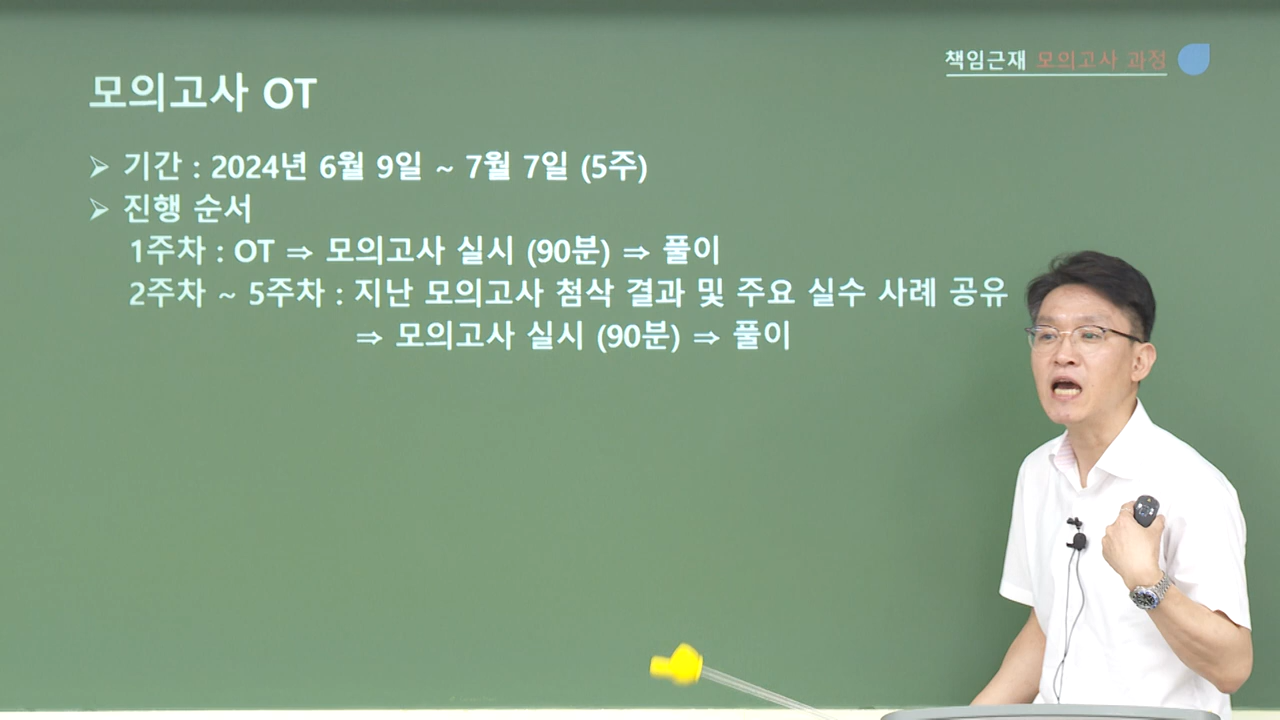 책임근재 모의고사 과정
모의고사 OT
➢ 기간 : 2024년 6월 9일 ~ 7월 7일 (5주)
➢ 진행 순서
1주차 : OT ⇒ 모의고사 실시 (90분) ⇒ 풀이
2주차 ~ 5주차 : 지난 모의고사 첨삭 결과 및 주요 실수 사례 공유
⇒ 모의고사 실시 (90분) ⇒ 풀이